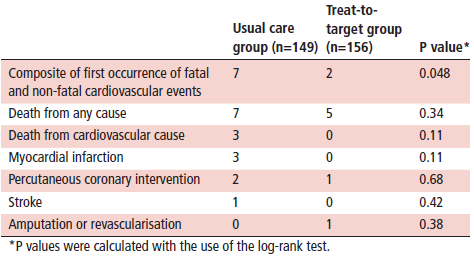 Usual care group (n=149) Treat-to-target group (n=156) P value*
Composite of first occurrence of fatal and non-fatal cardiovascular events 7 2 0.048
Death from any cause 7 5 0.34
Death from cardiovascular cause 3 0 0.11
Myocardial infarction 3 0 0.11
Percutaneous coronary intervention 2 1 0.68
Stroke 1 0 0.42
Amputation or revascularisation 0 1 0.38
*P values were calculated with the use of the log-rank test.